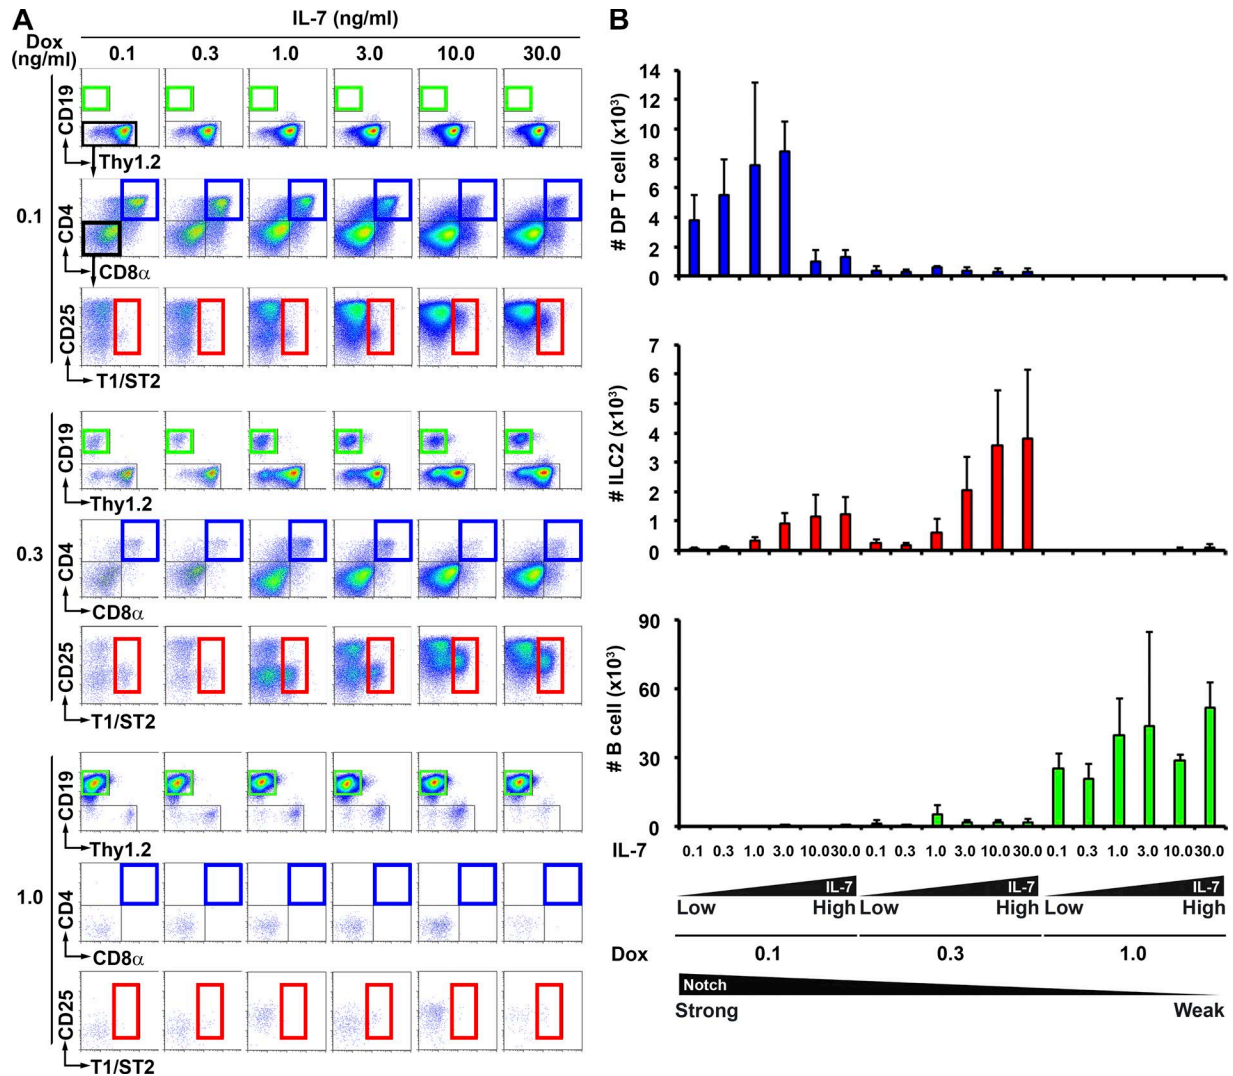 A
IL-7 (ng/ml)
Dox
(ng/ml)
0.1 0.3 1.0 3.0 10.0 30.0
CD19
Thy1.2
0.1
CD4
CD8α
CD25
T1/ST2
CD19
Thy1.2
0.3
CD4
CD8α
CD25
T1/ST2
CD19
Thy1.2
1.0
CD4
CD8α
CD25
T1/ST2
B
# DP T cell (x10³)
14
12
10
8
6
4
2
0
# ILC2 (x10³)
7
6
5
4
3
2
1
0
# B cell (x10³)
90
60
30
0
IL-7 0.1 0.3 1.0 3.0 10.0 30.0 0.1 0.3 1.0 3.0 10.0 30.0 0.1 0.3 1.0 3.0 10.0 30.0
IL-7 IL-7 IL-7
Low High Low High Low High
Dox 0.1 0.3 1.0
Notch
Strong Weak